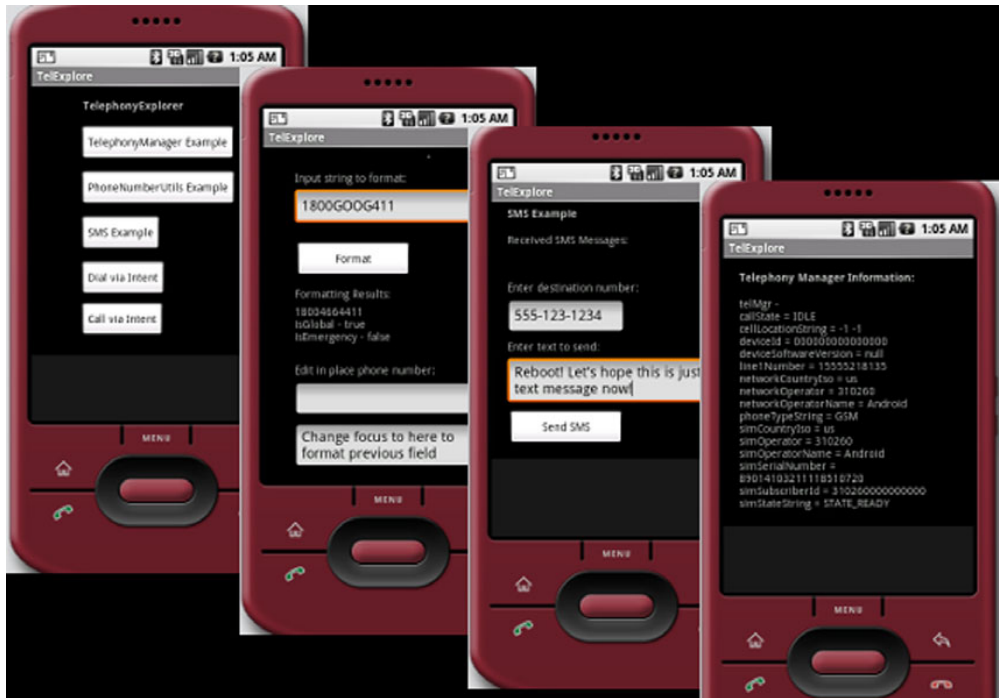 1:05 AM
TelExplore
TelephonyExplorer
TelephonyManager Example
PhoneNumberUtils Example
SMS Example
Dial via Intent
Call via Intent
MENU
1:05 AM
TelExplore
Input string to format:
1800GOOG411
Format
Formatting Results:
18004664411
isGlobal - true
isEmergency - false
Edit in place phone number:
Change focus to here to
format previous field
MENU
1:05 AM
TelExplore
SMS Example
Received SMS Messages:
Enter destination number:
555-123-1234
Enter text to send:
Reboot! Let's hope this is just
text message now!
Send SMS
MENU
1:05 AM
TelExplore
Telephony Manager Information:
telMgr -
callState = IDLE
cellLocationString = -1 -1
deviceId = 000000000000000
deviceSoftwareVersion = null
line1Number = 15555218135
networkCountryIso = us
networkOperator = 310260
networkOperatorName = Android
phoneTypeString = GSM
simCountryIso = us
simOperator = 310260
simOperatorName = Android
simSerialNumber =
89014103211118510720
simSubscriberId = 310260000000000
simStateString = STATE_READY
MENU